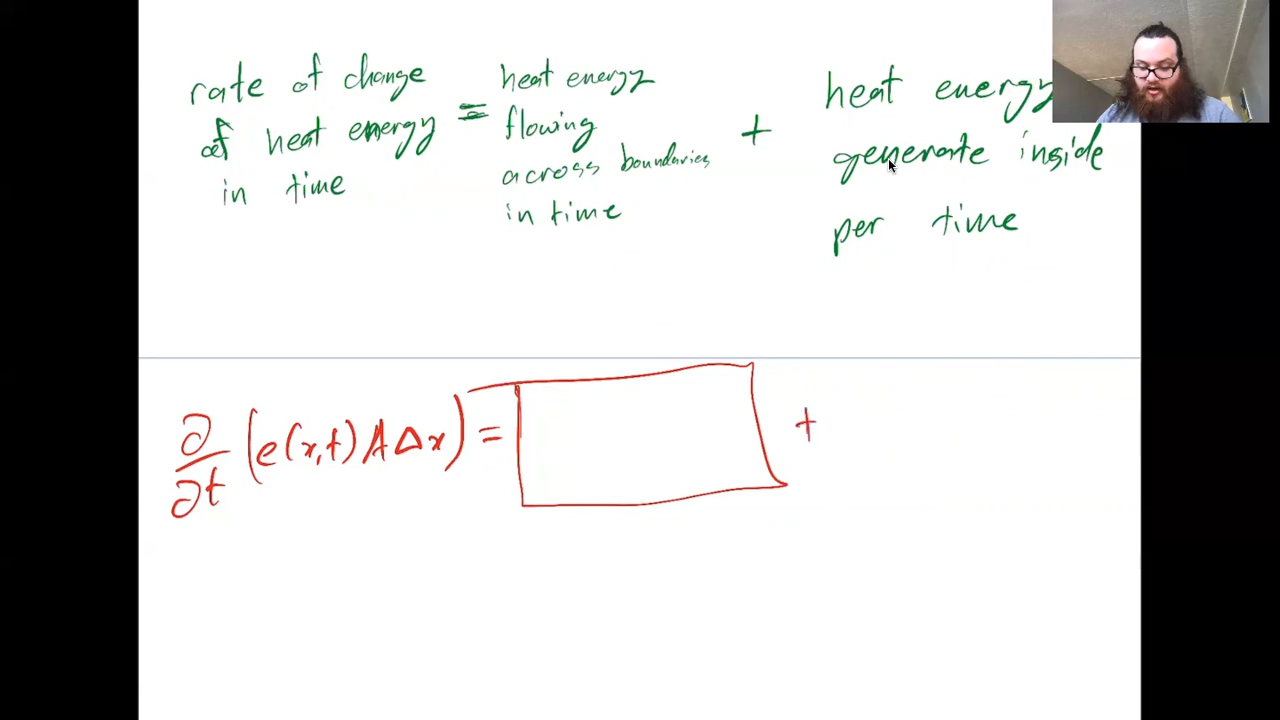 rate of change
of heat energy
in time
=
heat energy
flowing
across boundaries
in time
+
heat energy
generate inside
per time
∂/∂t (e(x,t) A Δx) = +